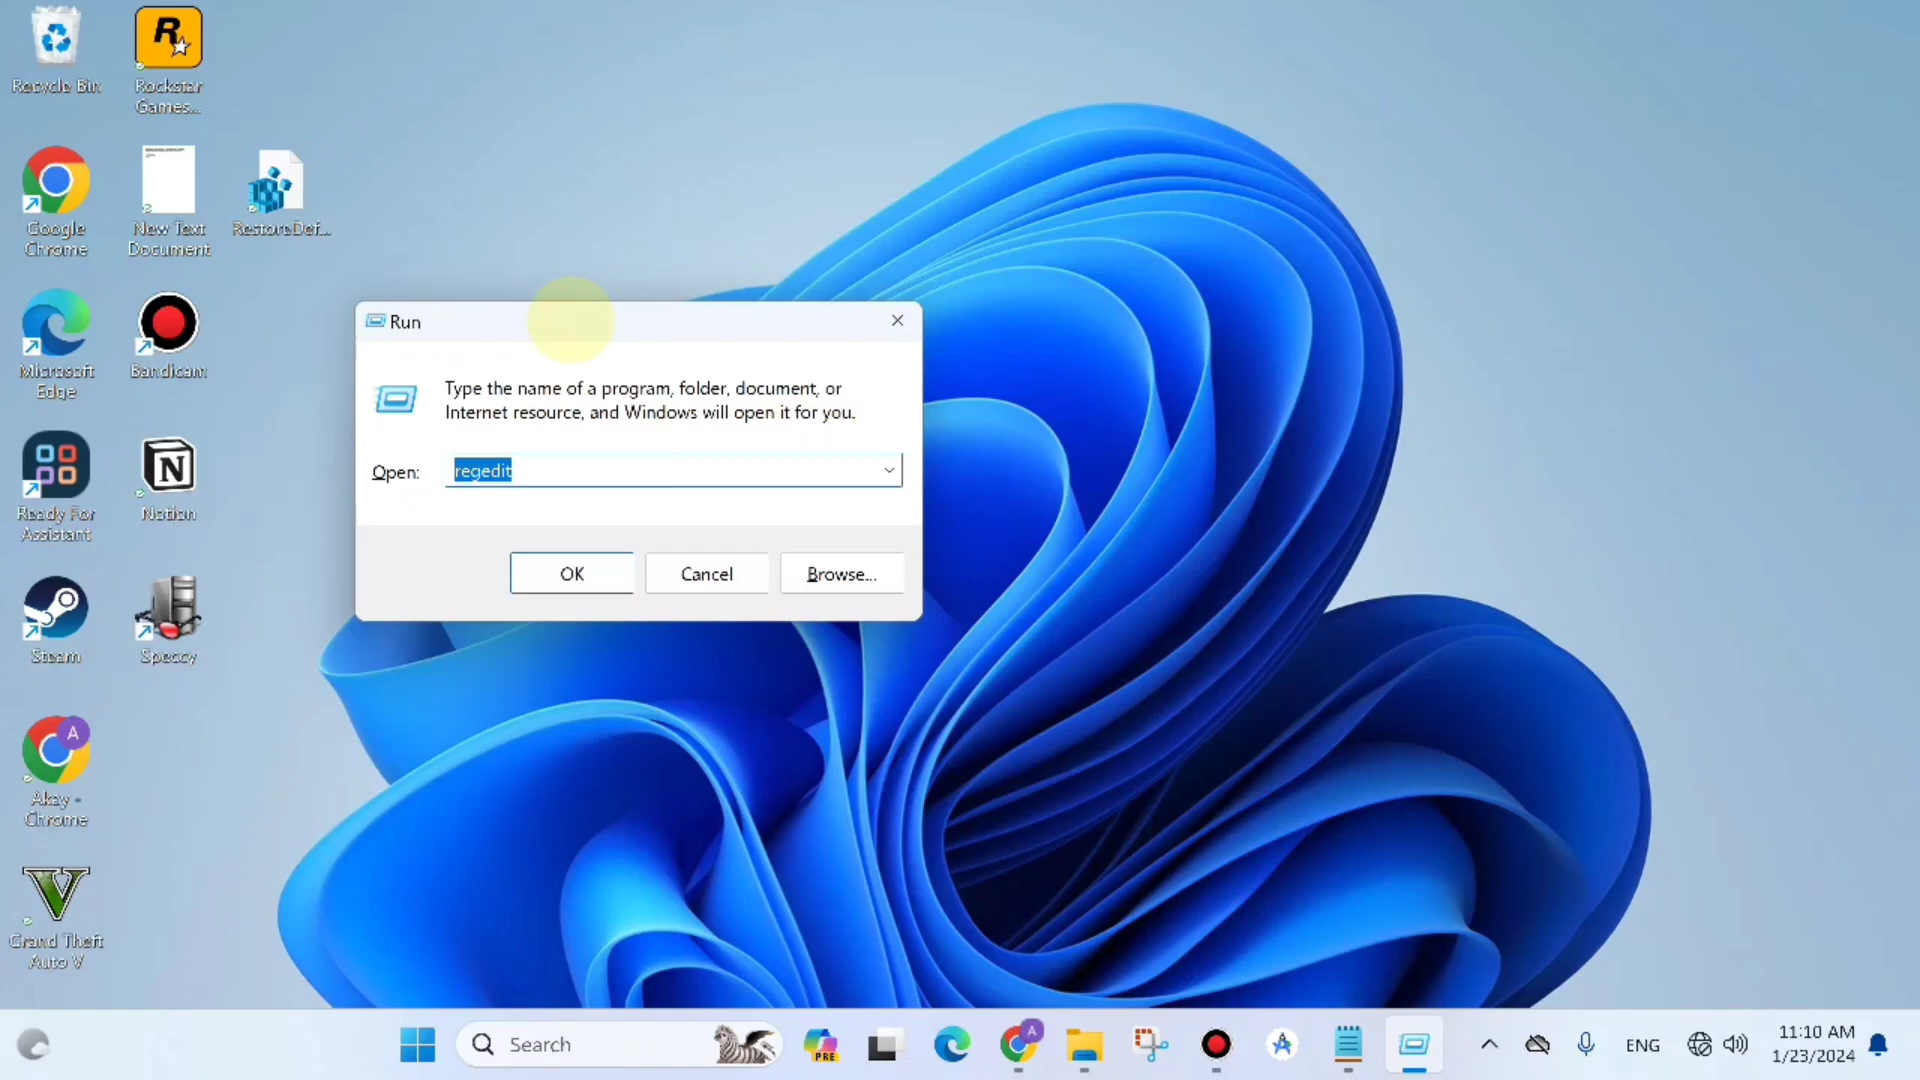 Recycle Bin
Rockstar
Games...
Google
Chrome
New Text
Document
RestoreDef...
Microsoft
Edge
Bandicam
Ready For
Assistant
N
Notion
Steam
Speccy
A
Akay -
Chrome
Grand Theft
Auto V
Run
Type the name of a program, folder, document, or
Internet resource, and Windows will open it for you.
Open: regedit
OK
Cancel
Browse...
Search
PRE
A
ENG
11:10 AM
1/23/2024